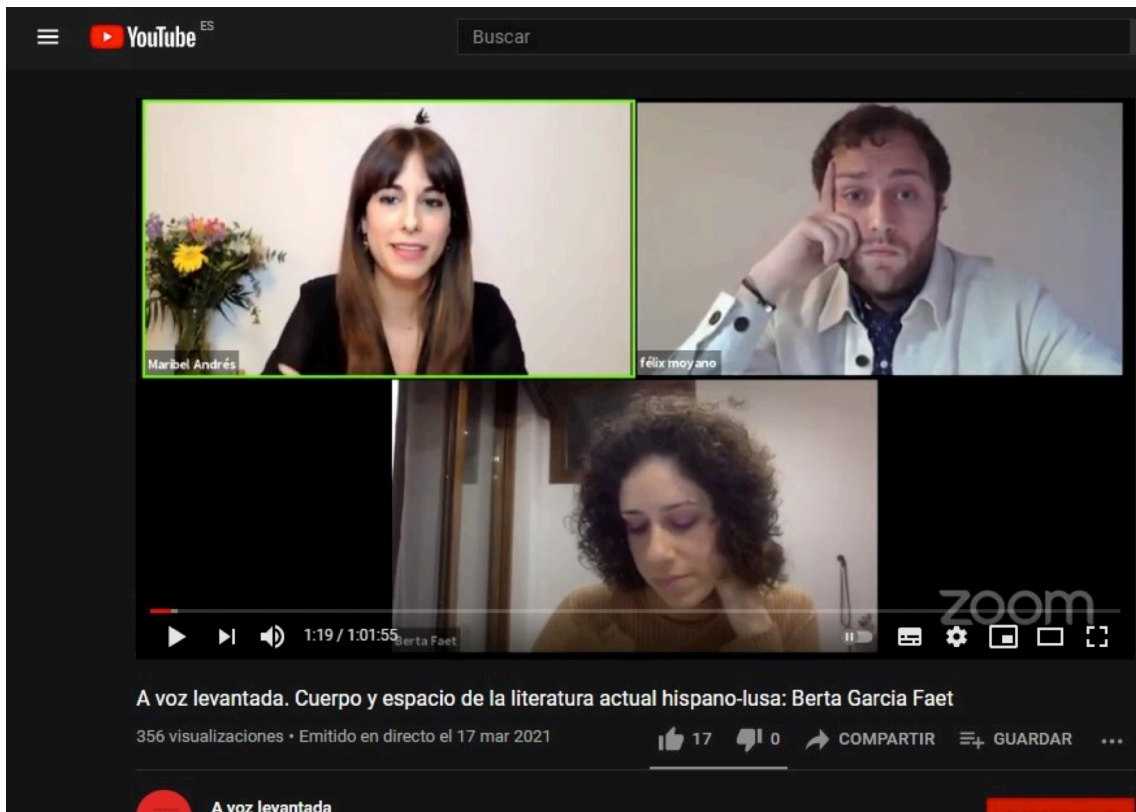 YouTube ES
Buscar
Maribel Andrés
félix moyano
zoom
1:19 / 1:01:55
Berta Faet
A voz levantada. Cuerpo y espacio de la literatura actual hispano-lusa: Berta Garcia Faet
356 visualizaciones • Emitido en directo el 17 mar 2021
17
0
COMPARTIR
GUARDAR
A voz levantada